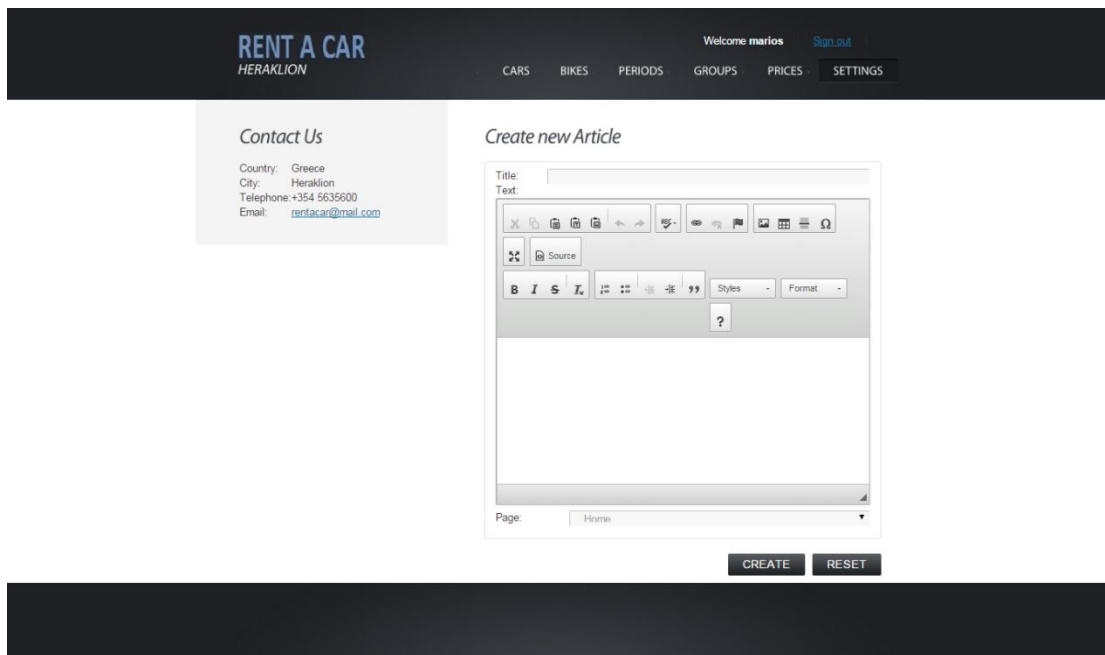 RENT A CAR
HERAKLION
Welcome marios Sign out
CARS BIKES PERIODS GROUPS PRICES SETTINGS
Contact Us
Country: Greece
City: Heraklion
Telephone:+354 5635600
Email: rentacar@mail.com
Create new Article
Title:
Text:
Source
B I S Tx Styles Format
?
Page: Home
CREATE RESET